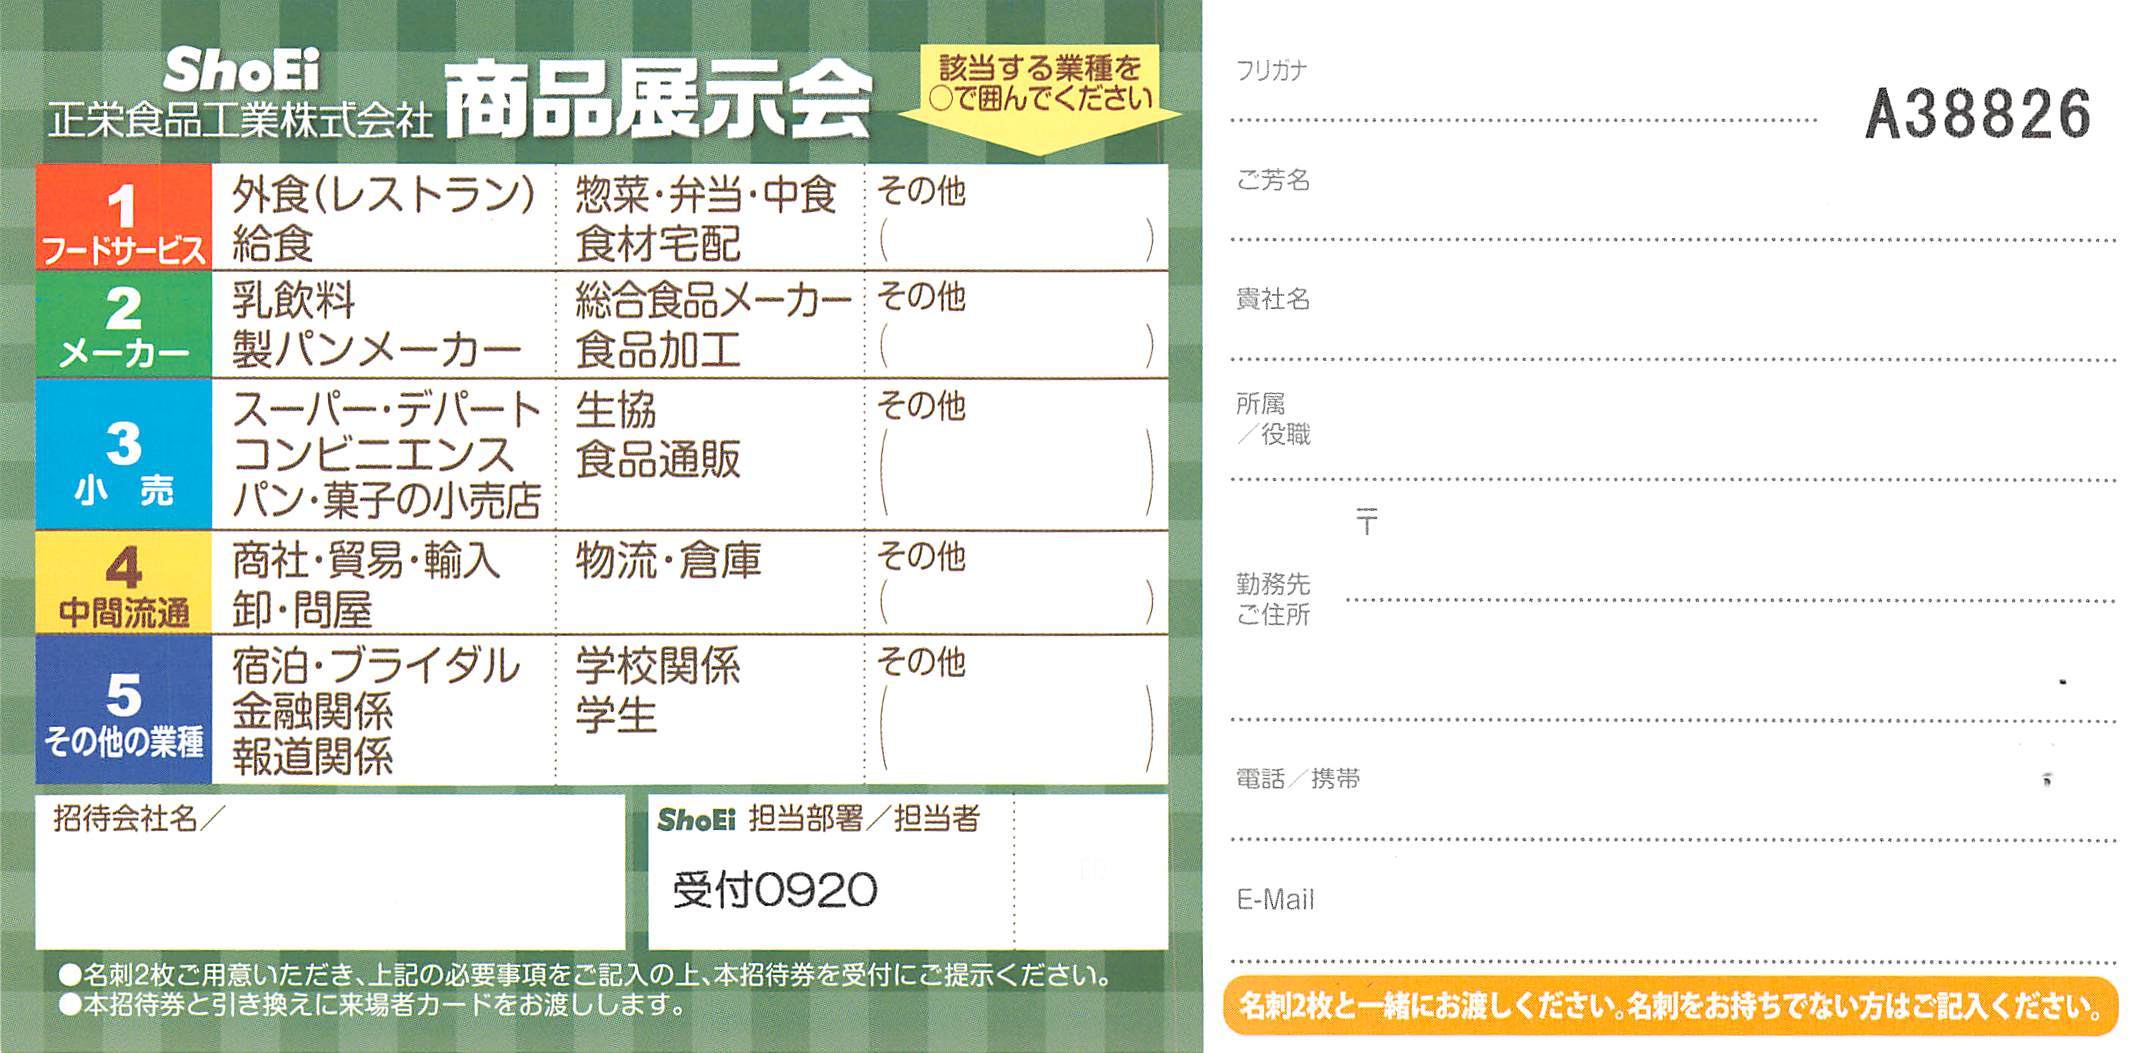 ShoEi
正栄食品工業株式会社 商品展示会
該当する業種を
○で囲んでください
1
フードサービス
外食(レストラン)
給食
惣菜・弁当・中食
食材宅配
その他
( )
2
メーカー
乳飲料
製パンメーカー
総合食品メーカー
食品加工
その他
( )
3
小 売
スーパー・デパート
コンビニエンス
パン・菓子の小売店
生協
食品通販
その他
( )
4
中間流通
商社・貿易・輸入
卸・問屋
物流・倉庫
その他
( )
5
その他の業種
宿泊・ブライダル
金融関係
報道関係
学校関係
学生
その他
( )
招待会社名／
ShoEi 担当部署／担当者
受付0920
●名刺2枚ご用意いただき、上記の必要事項をご記入の上、本招待券を受付にご提示ください。
●本招待券と引き換えに来場者カードをお渡しします。
フリガナ
A38826
ご芳名
貴社名
所属
／役職
〒
勤務先
ご住所
電話／携帯
E-Mail
名刺2枚と一緒にお渡しください。名刺をお持ちでない方はご記入ください。